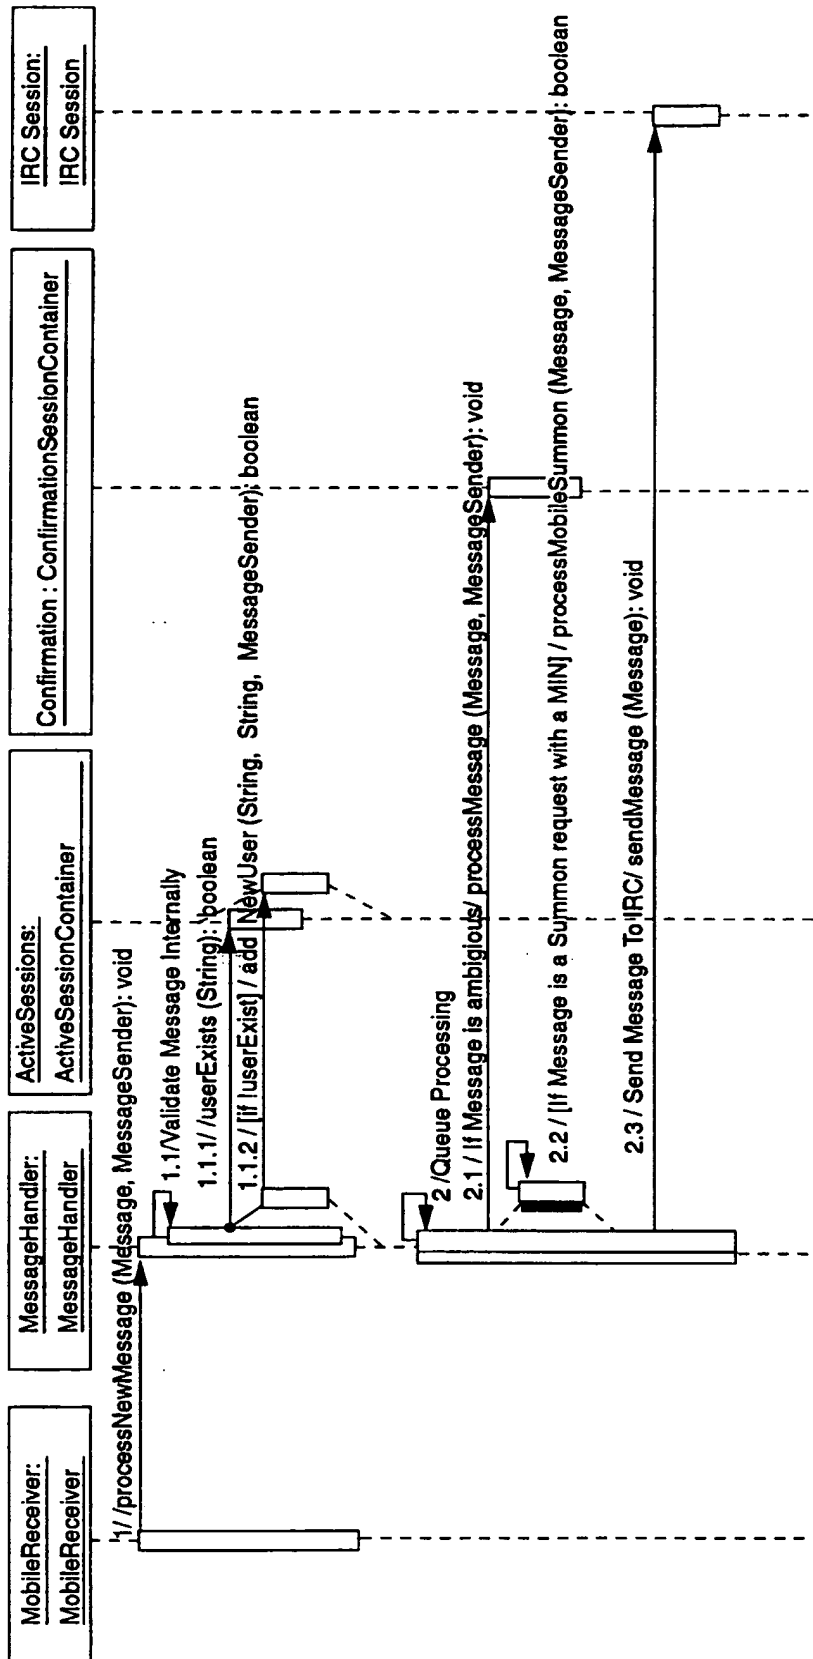 MobileReceiver:
MobileReceiver
MessageHandler:
MessageHandler
ActiveSessions:
ActiveSessionContainer
Confirmation : ConfirmationSessionContainer
IRC Session:
IRC Session
1/ /processNewMessage (Message, MessageSender): void
1.1/Validate Message Internally
1.1.1/ /userExists (String): boolean
1.1.2 / [if !userExist] / add NewUser (String, String, MessageSender): boolean
2 /Queue Processing
2.1 / If Message is ambigious/ processMessage (Message, MessageSender): void
2.2 / [If Message is a Summon request with a MIN] / processMobileSummon (Message, MessageSender): boolean
2.3 / Send Message To IRC/ sendMessage (Message): void